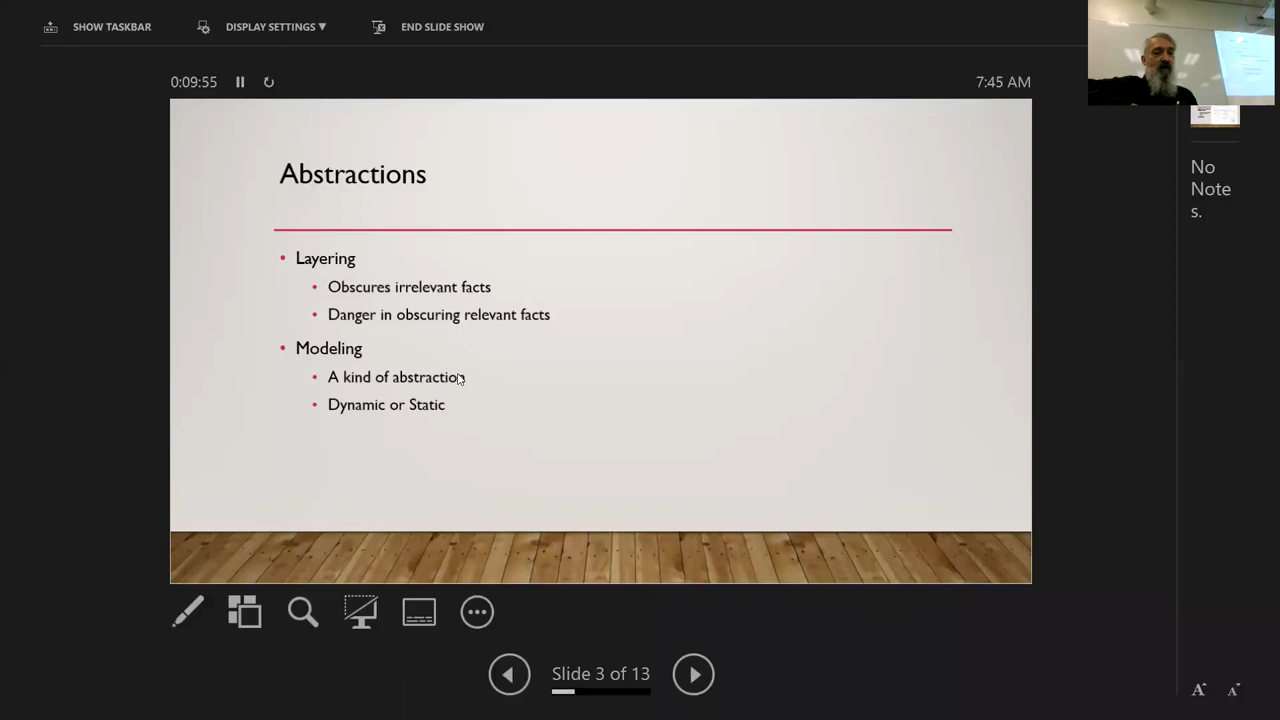 SHOW TASKBAR DISPLAY SETTINGS ▼ END SLIDE SHOW
0:09:55 7:45 AM
Abstractions
• Layering
• Obscures irrelevant facts
• Danger in obscuring relevant facts
• Modeling
• A kind of abstraction
• Dynamic or Static
No
Note
s.
Slide 3 of 13
A A